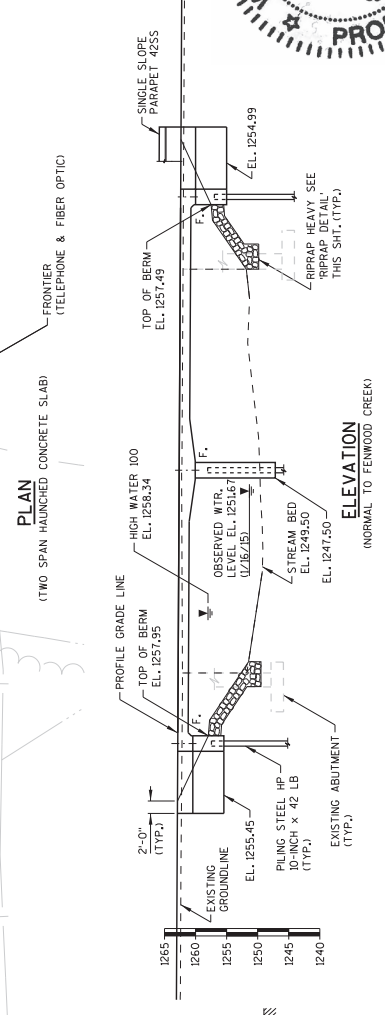 PLAN
(TWO SPAN HAUNCHED CONCRETE SLAB)
FRONTIER
(TELEPHONE & FIBER OPTIC)
PRO
2'-0"
(TYP.)
PROFILE GRADE LINE
TOP OF BERM
EL. 1257.95
HIGH WATER 100
EL. 1258.34
TOP OF BERM
EL. 1257.49
SINGLE SLOPE
PARAPET 42SS
EXISTING
GROUNDLINE
EL. 1255.45
F.
F.
F.
EL. 1254.99
OBSERVED WTR.
LEVEL EL. 1251.67
(1/16/15)
PILING STEEL HP
10-INCH X 42 LB
(TYP.)
EXISTING ABUTMENT
(TYP.)
STREAM BED
EL. 1249.50
EL. 1247.50
RIPRAP HEAVY SEE
'RIPRAP DETAIL'
THIS SHT. (TYP.)
1265
1260
1255
1250
1245
1240
ELEVATION
(NORMAL TO FENWOOD CREEK)